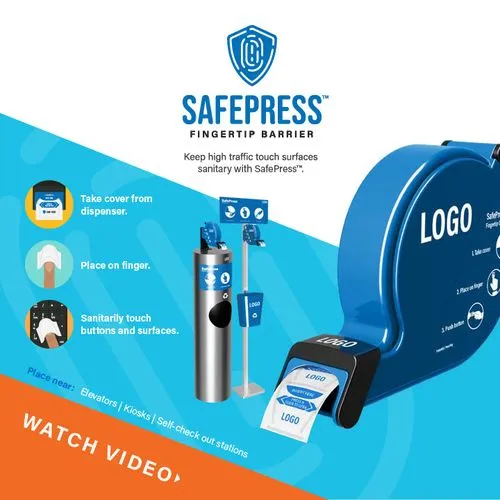 SAFEPRESS™
FINGERTIP BARRIER
Keep high traffic touch surfaces
sanitary with SafePress™.
Take cover from
dispenser.
Place on finger.
Sanitarily touch
buttons and surfaces.
Place near:
Elevators | Kiosks | Self-check out stations
WATCH VIDEO
SafePress
LOGO
LOGO
1. Take cover
2. Place on finger
3. Push button
LOGO
LOGO
LOGO